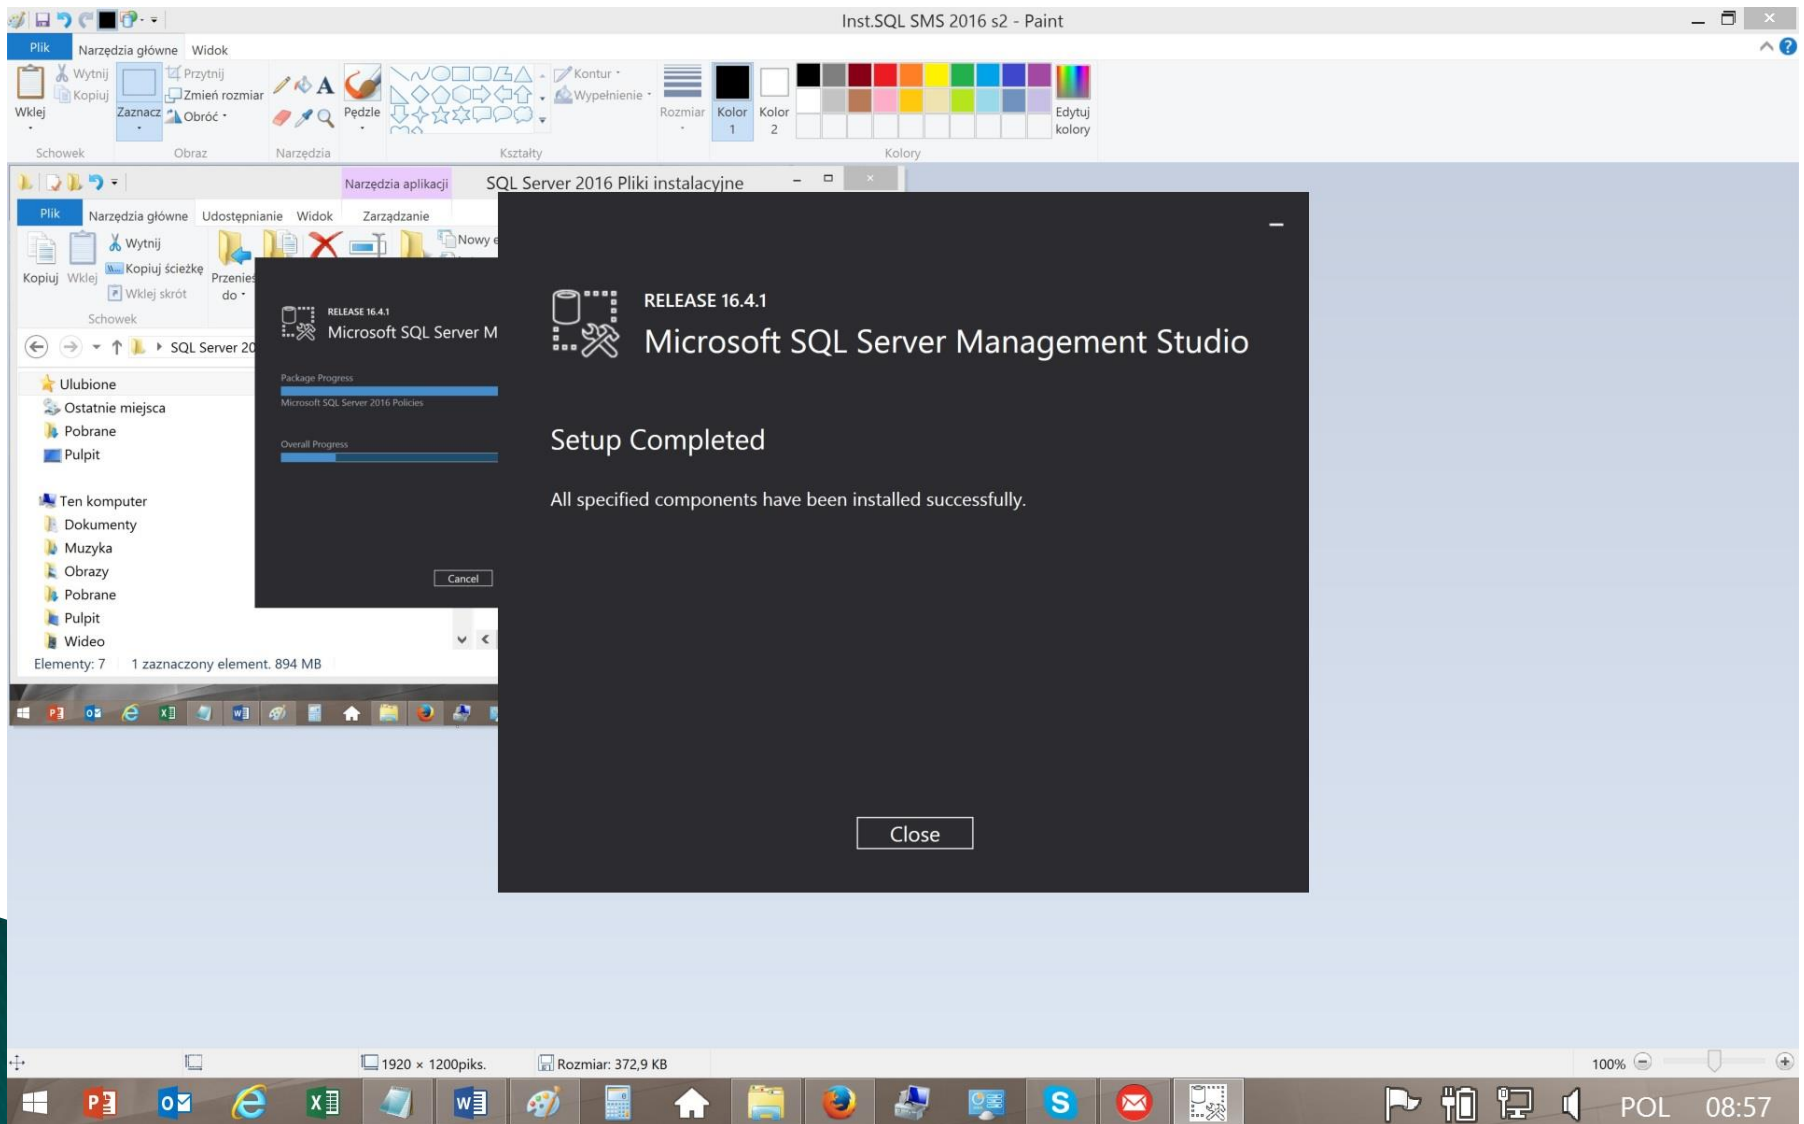 Inst.SQL SMS 2016 s2 - Paint
Plik Narzędzia główne Widok
Wklej
Wytnij
Kopiuj
Schowek
Zaznacz
Przytnij
Zmień rozmiar
Obróć
Obraz
A
Narzędzia
Pędzle
Kształty
Kontur
Wypełnienie
Rozmiar
Kolor 1
Kolor 2
Kolory
Edytuj kolory
Narzędzia aplikacji SQL Server 2016 Pliki instalacyjne
Plik Narzędzia główne Udostępnianie Widok Zarządzanie
Kopiuj Wklej
Wytnij
Kopiuj ścieżkę
Wklej skrót
Schowek
Przenieś
do
Nowy e
SQL Server 20
Ulubione
Ostatnie miejsca
Pobrane
Pulpit
Ten komputer
Dokumenty
Muzyka
Obrazy
Pobrane
Pulpit
Wideo
Elementy: 7 1 zaznaczony element. 894 MB
RELEASE 16.4.1
Microsoft SQL Server M
Package Progress
Microsoft SQL Server 2016 Policies
Overall Progress
Cancel
RELEASE 16.4.1
Microsoft SQL Server Management Studio
Setup Completed
All specified components have been installed successfully.
Close
1920 × 1200piks. Rozmiar: 372,9 KB 100%
POL 08:57